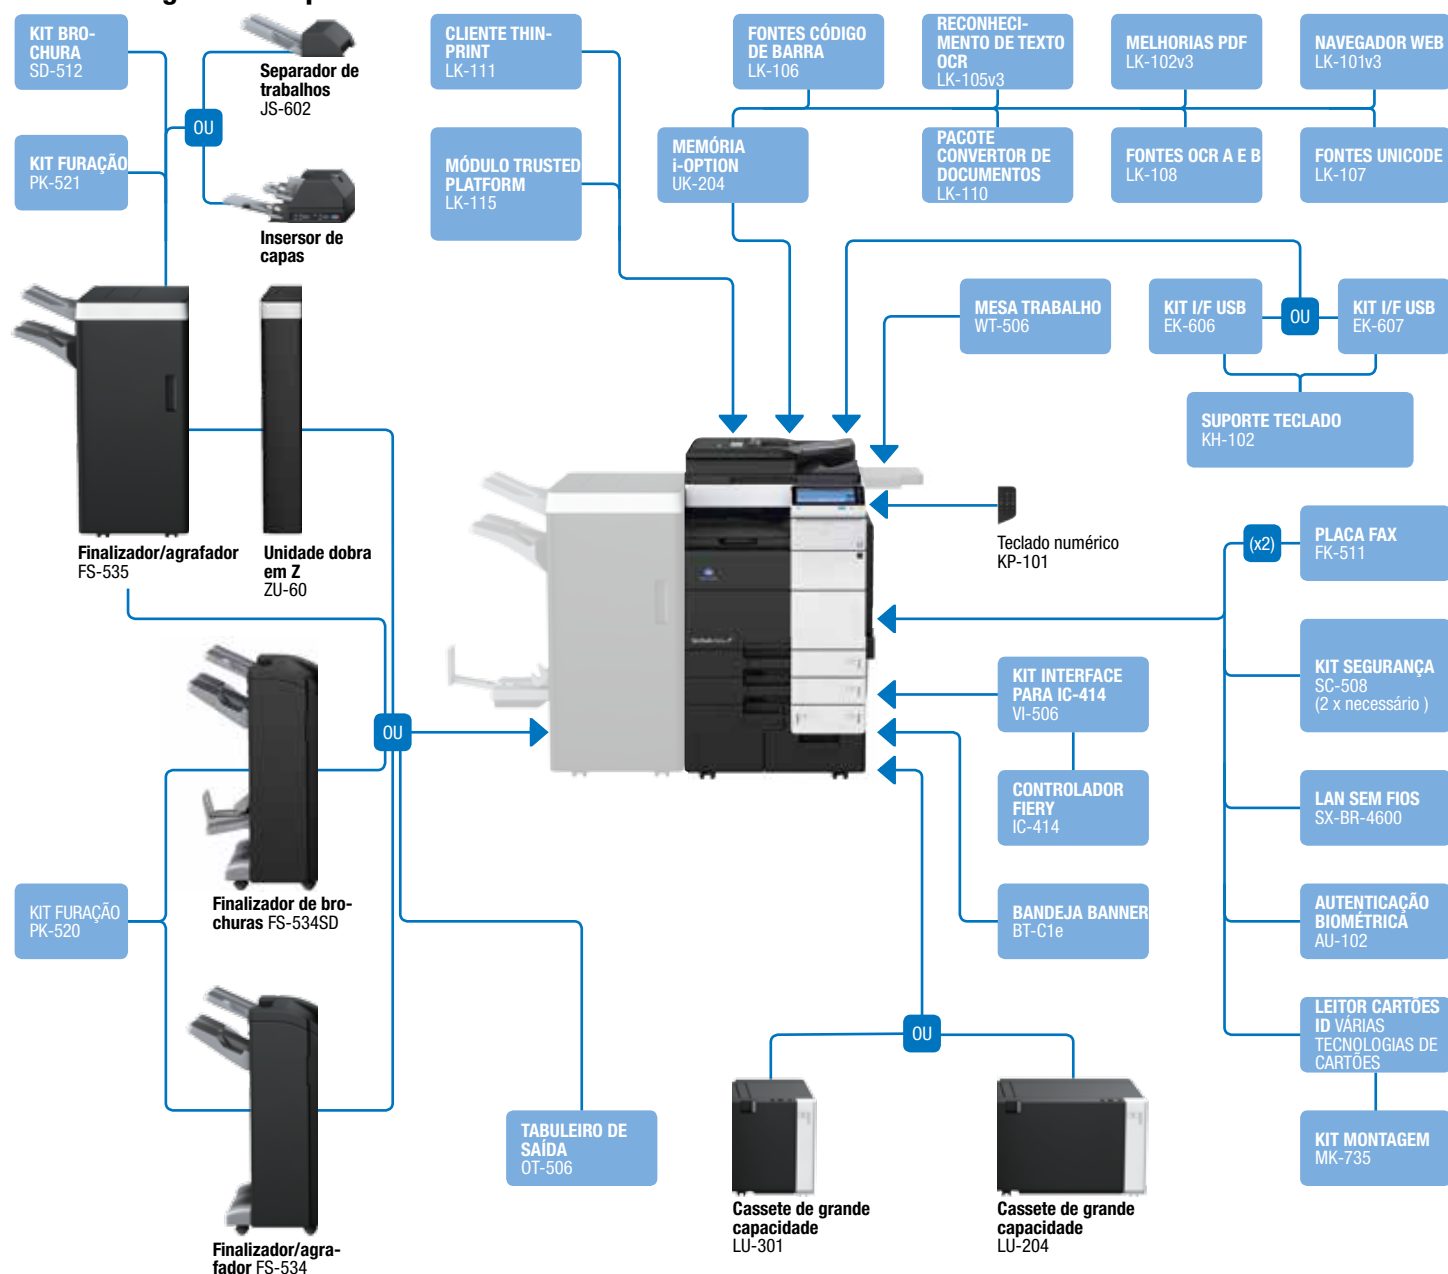 KIT BRO-
CHURA
SD-512
Separador de
trabalhos
JS-602
OU
KIT FURAÇÃO
PK-521
Insersor de
capas
CLIENTE THIN-
PRINT
LK-111
MÓDULO TRUSTED
PLATFORM
LK-115
FONTES CÓDIGO
DE BARRA
LK-106
RECONHECI-
MENTO DE TEXTO
OCR
LK-105v3
MELHORIAS PDF
LK-102v3
NAVEGADOR WEB
LK-101v3
MEMÓRIA
i-OPTION
UK-204
PACOTE
CONVERTOR DE
DOCUMENTOS
LK-110
FONTES OCR A E B
LK-108
FONTES UNICODE
LK-107
MESA TRABALHO
WT-506
KIT I/F USB
EK-606
OU
KIT I/F USB
EK-607
SUPORTE TECLADO
KH-102
Finalizador/agrafador
FS-535
Unidade dobra
em Z
ZU-60
Teclado numérico
KP-101
(x2)
PLACA FAX
FK-511
KIT SEGURANÇA
SC-508
(2 x necessário )
KIT INTERFACE
PARA IC-414
VI-506
OU
CONTROLADOR
FIERY
IC-414
LAN SEM FIOS
SX-BR-4600
Finalizador de bro-
churas FS-534SD
KIT FURAÇÃO
PK-520
BANDEJA BANNER
BT-C1e
AUTENTICAÇÃO
BIOMÉTRICA
AU-102
OU
LEITOR CARTÕES
ID VÁRIAS
TECNOLOGIAS DE
CARTÕES
TABULEIRO DE
SAÍDA
OT-506
KIT MONTAGEM
MK-735
Cassete de grande
capacidade
LU-301
Cassete de grande
capacidade
LU-204
Finalizador/agra-
fador FS-534